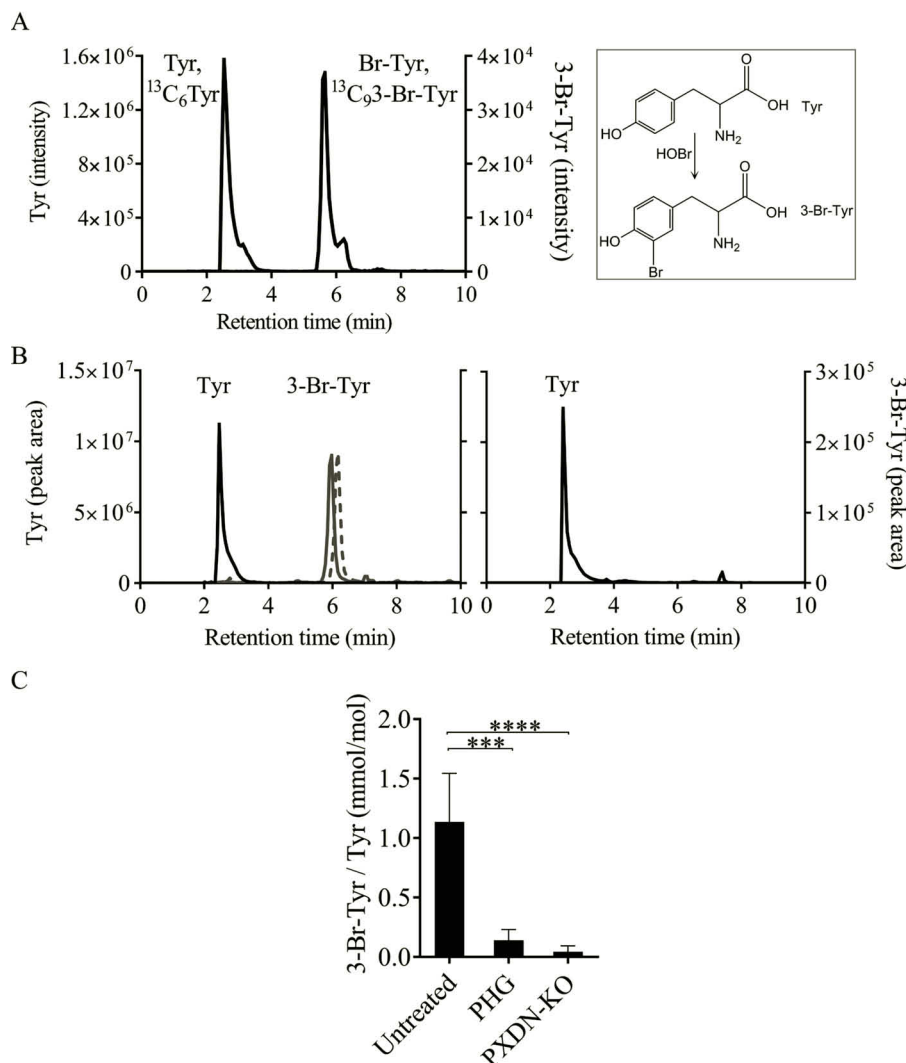 A
Tyr (intensity)
1.6×10⁶
1.2×10⁶
8×10⁵
4×10⁵
0
Tyr,
¹³C₆Tyr
Br-Tyr,
¹³C₉3-Br-Tyr
4×10⁴
3×10⁴
2×10⁴
1×10⁴
0
3-Br-Tyr (intensity)
0 2 4 6 8 10
Retention time (min)
O
OH Tyr
HO
NH₂
HOBr
O
OH 3-Br-Tyr
HO
NH₂
Br
B
Tyr (peak area)
1.5×10⁷
1×10⁷
5×10⁶
0
Tyr
3-Br-Tyr
0 2 4 6 8 10
Retention time (min)
Tyr
3×10⁵
2×10⁵
1×10⁵
0
3-Br-Tyr (peak area)
0 2 4 6 8 10
Retention time (min)
C
3-Br-Tyr / Tyr (mmol/mol)
2.0
1.5
1.0
0.5
0.0
****
***
Untreated
PHG
PXDN-KO